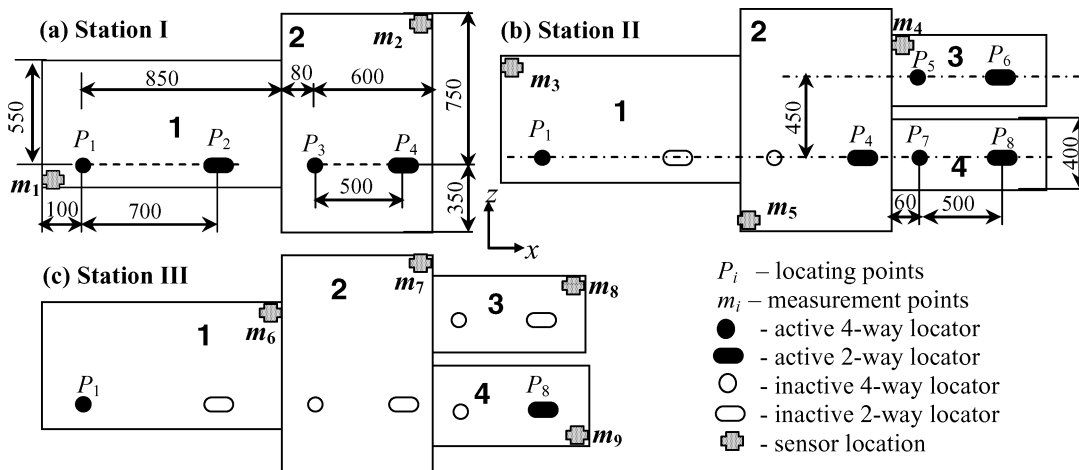 (a) Station I
2
m2
850
80
600
750
550
1
P1
P2
P3
P4
m1
100
700
500
350
z
x
(b) Station II
2
m4
m3
3
P5
P6
1
450
P1
P4
P7
P8
400
4
m5
60
500
(c) Station III
2
m7
3
m8
1
m6
P1
4
P8
m9
Pi – locating points
mi – measurement points
- active 4-way locator
- active 2-way locator
- inactive 4-way locator
- inactive 2-way locator
- sensor location